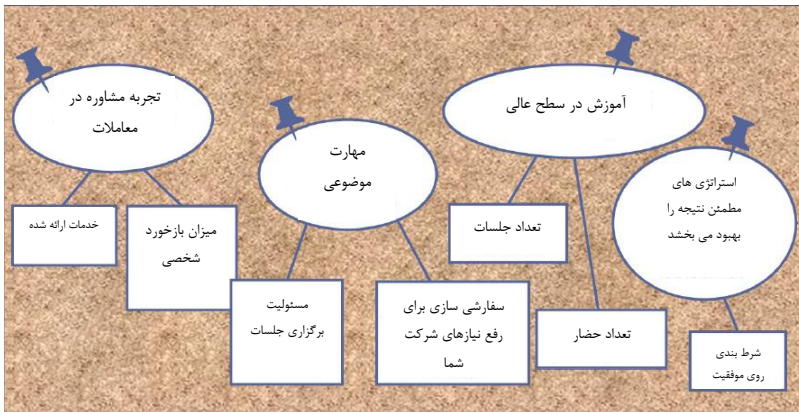 آموزش در سطح عالی
تعداد جلسات
تعداد حضار
استراتژی های
مطمئن نتیجه را
بهبود می بخشد
شرط بندی
روی موفقیت
مهارت
موضوعی
مسئولیت
برگزاری جلسات
سفارشی سازی برای
رفع نیازهای شرکت
شما
تجربه مشاوره در
معاملات
خدمات ارائه شده
میزان بازخورد
شخصی